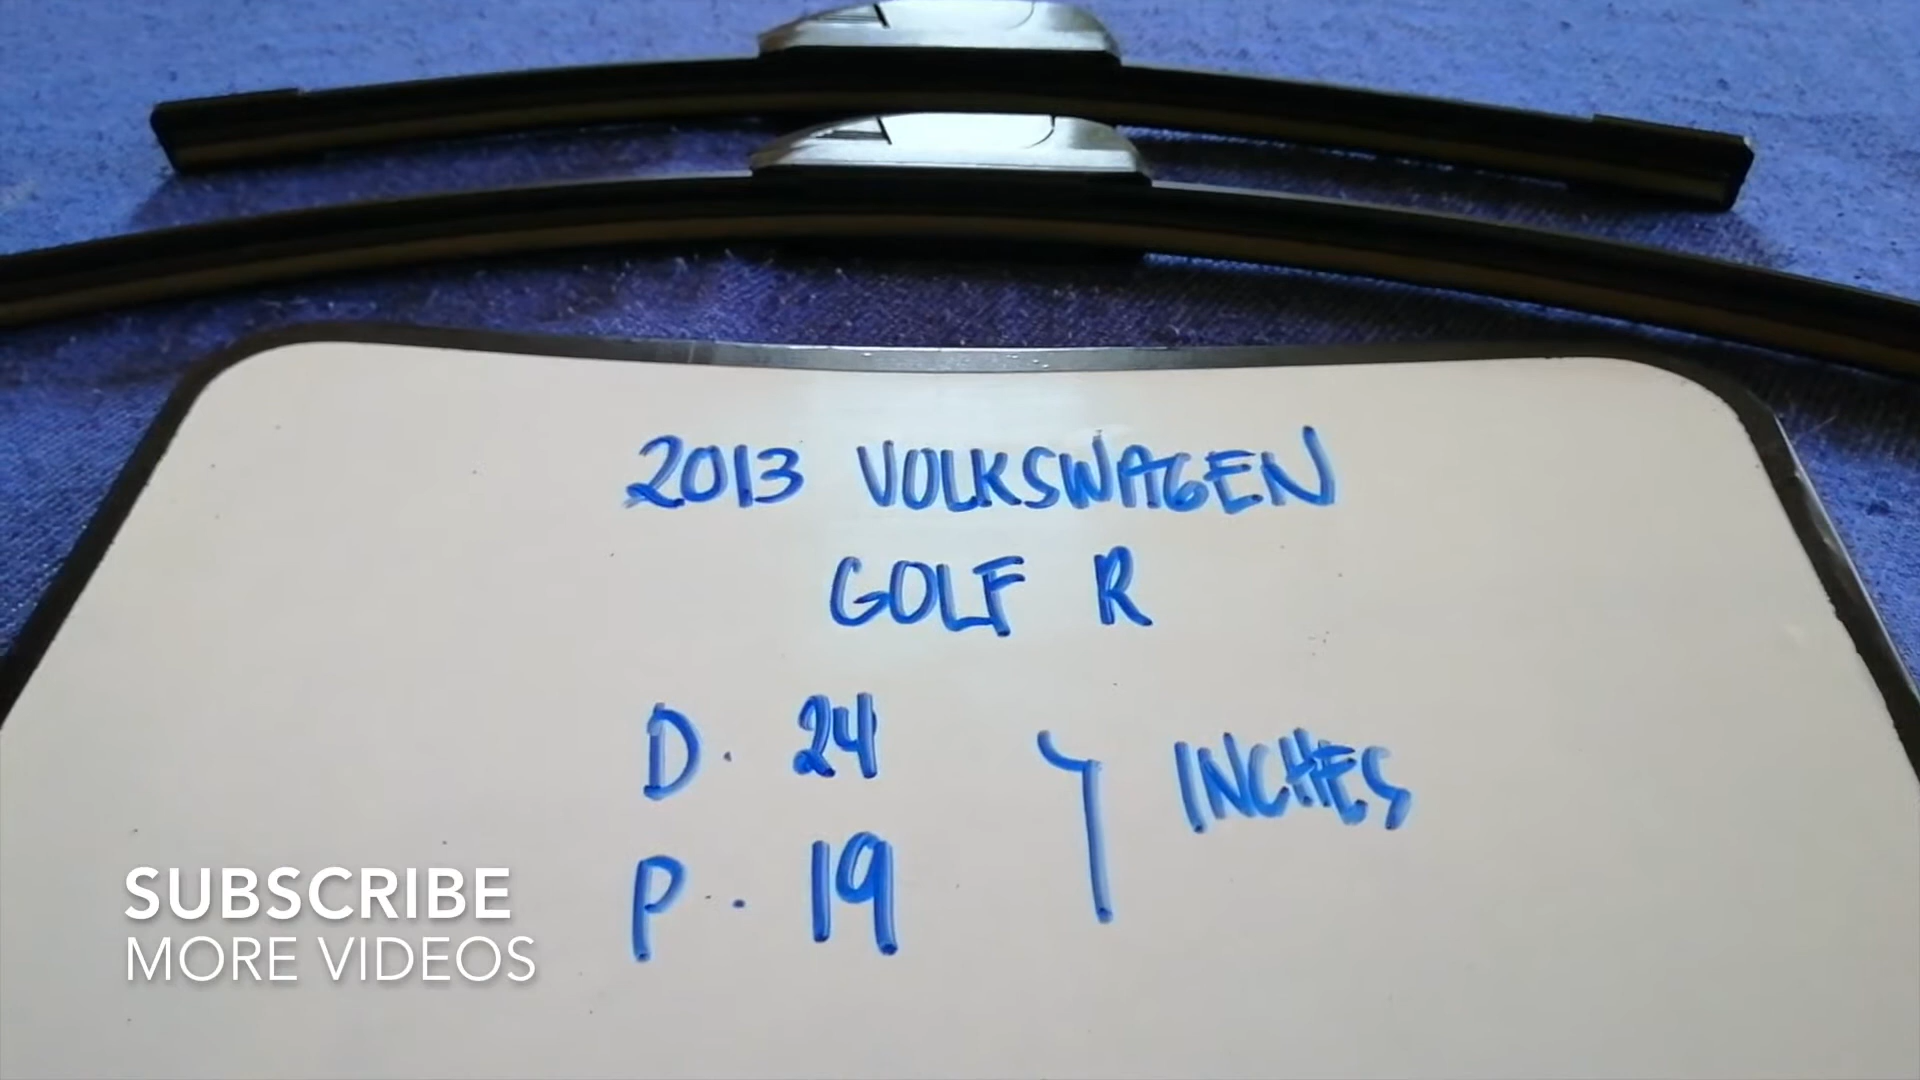 2013 VOLKSWAGEN
GOLF R
D. 24
P. 19
INCHES
SUBSCRIBE
MORE VIDEOS